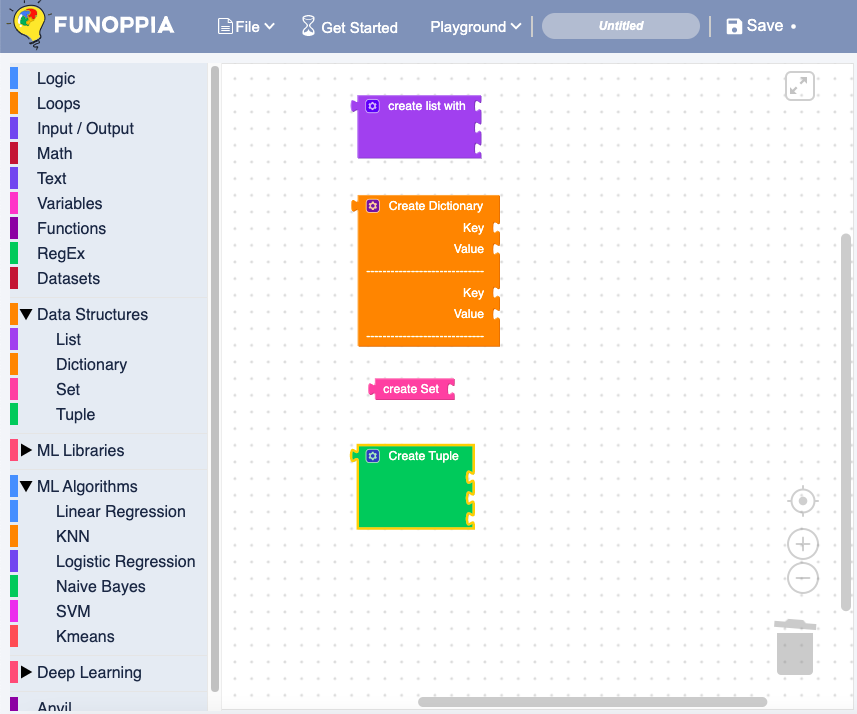 FUNOPPIA
File
Get Started
Playground
Untitled
Save
Logic
Loops
Input / Output
Math
Text
Variables
Functions
RegEx
Datasets
Data Structures
List
Dictionary
Set
Tuple
ML Libraries
ML Algorithms
Linear Regression
KNN
Logistic Regression
Naive Bayes
SVM
Kmeans
Deep Learning
Anvil
create list with
Create Dictionary
Key
Value
-----------------------------
Key
Value
-----------------------------
create Set
Create Tuple